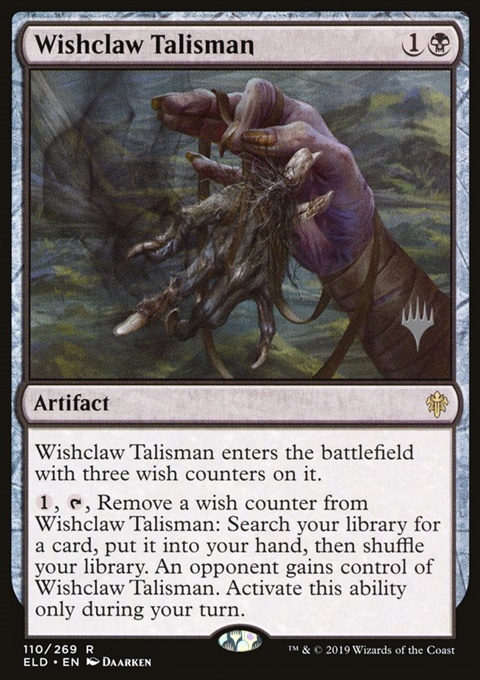 Wishclaw Talisman 1
Artifact
Wishclaw Talisman enters the battlefield
with three wish counters on it.
1, , Remove a wish counter from
Wishclaw Talisman: Search your library for
a card, put it into your hand, then shuffle
your library. An opponent gains control of
Wishclaw Talisman. Activate this ability
only during your turn.
110/269 R
ELD • EN Daarken
™ & © 2019 Wizards of the Coast